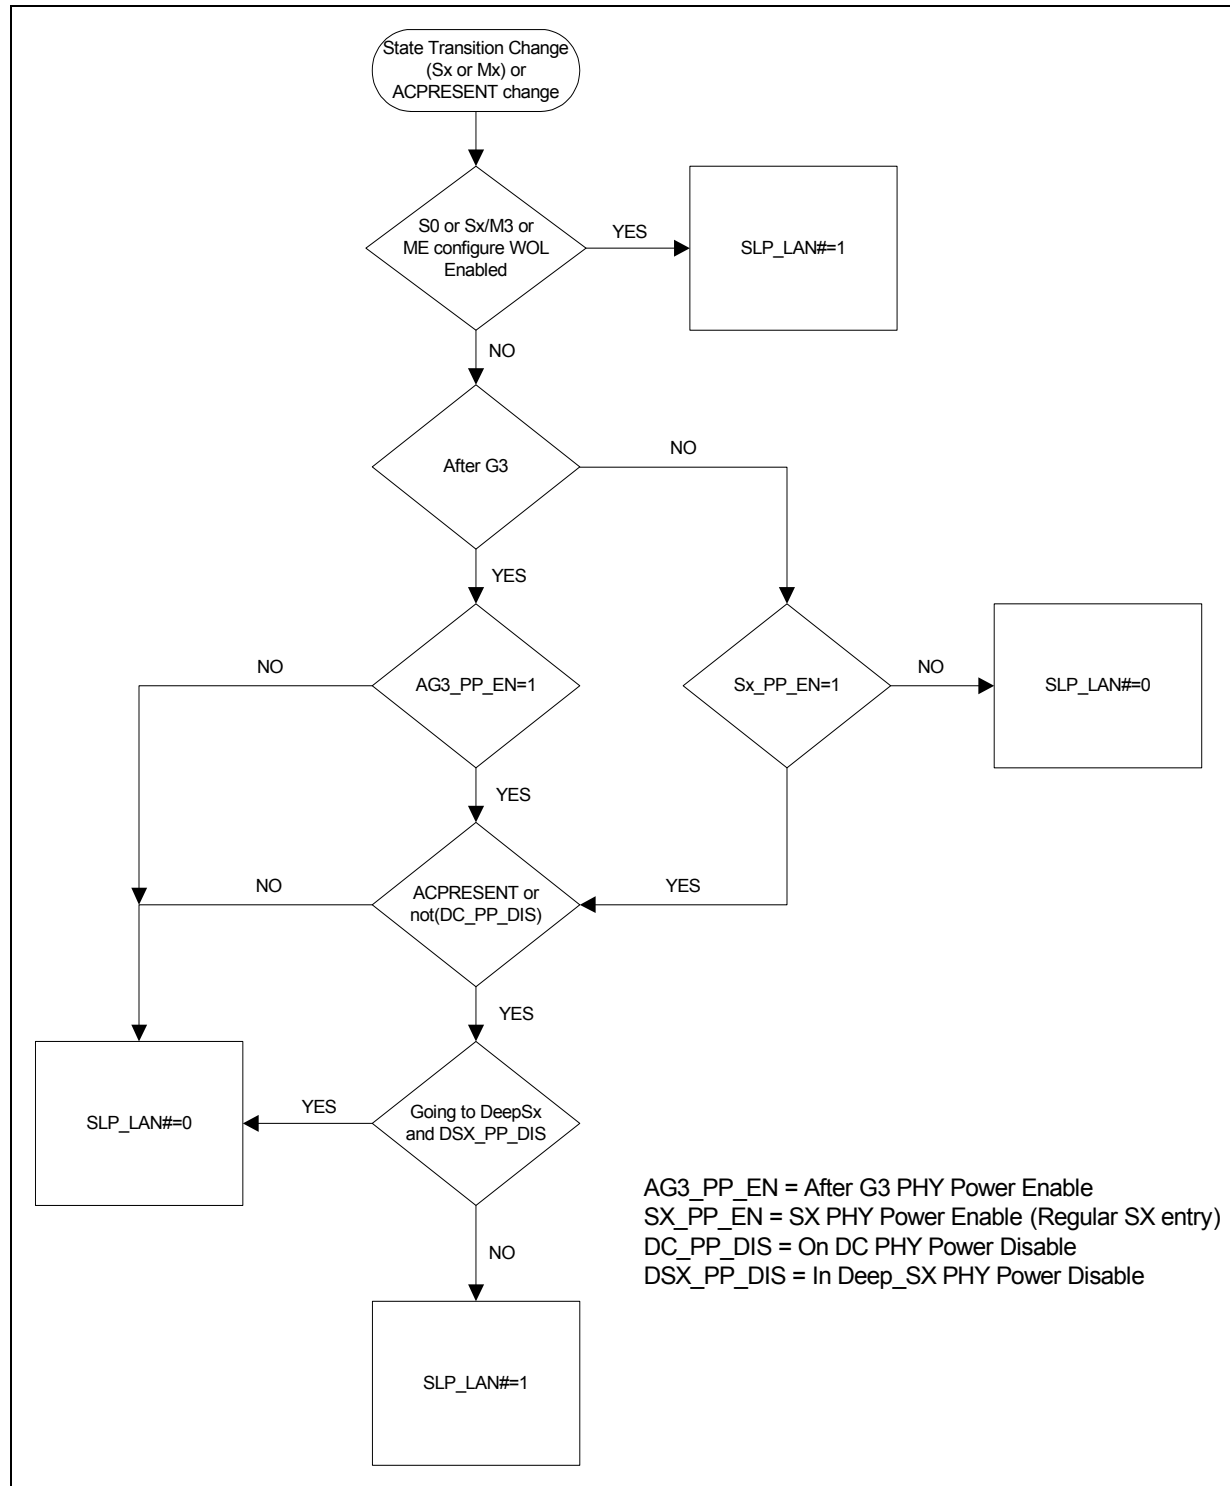 State Transition Change
(Sx or Mx) or
ACPRESENT change
S0 or Sx/M3 or
ME configure WOL
Enabled
YES
SLP_LAN#=1
NO
After G3
NO
YES
NO
AG3_PP_EN=1
Sx_PP_EN=1
NO
SLP_LAN#=0
YES
NO
ACPRESENT or
not(DC_PP_DIS)
YES
YES
SLP_LAN#=0
YES
Going to DeepSx
and DSX_PP_DIS
NO
SLP_LAN#=1
AG3_PP_EN = After G3 PHY Power Enable
SX_PP_EN = SX PHY Power Enable (Regular SX entry)
DC_PP_DIS = On DC PHY Power Disable
DSX_PP_DIS = In Deep_SX PHY Power Disable